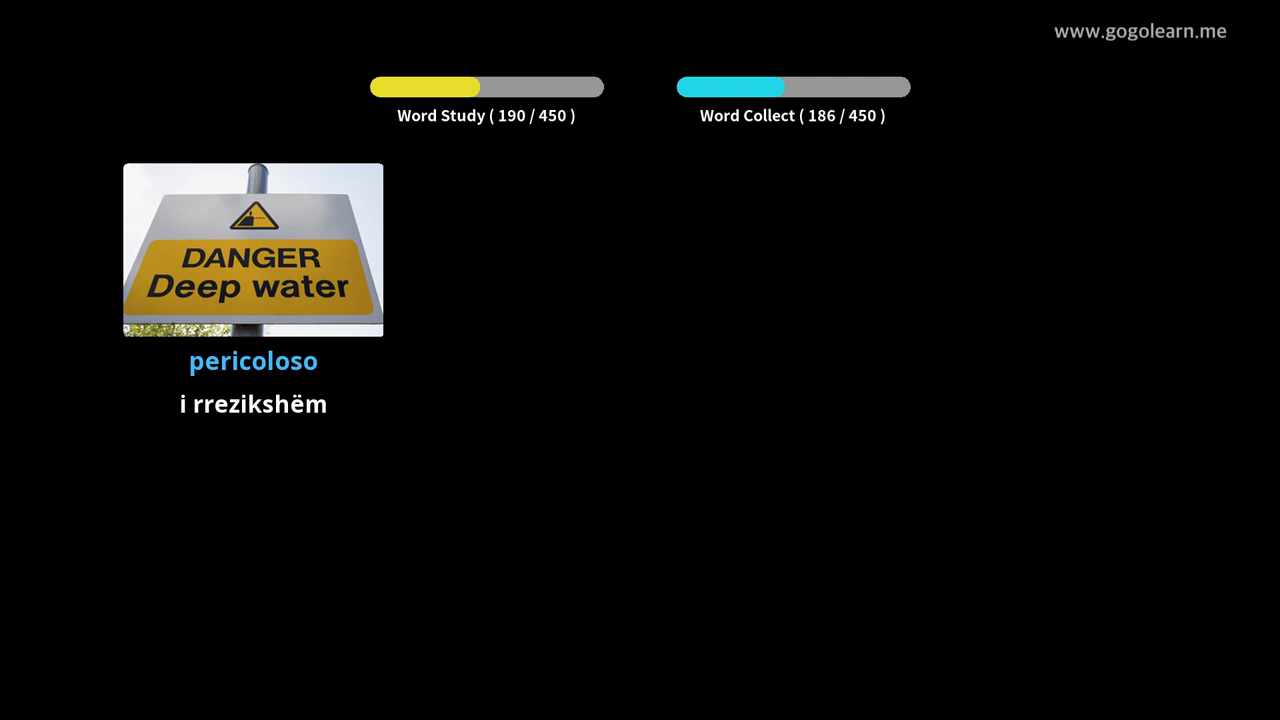 www.gogolearn.me
Word Study ( 190 / 450 )
Word Collect ( 186 / 450 )
DANGER
Deep water
pericoloso
i rrezikshëm